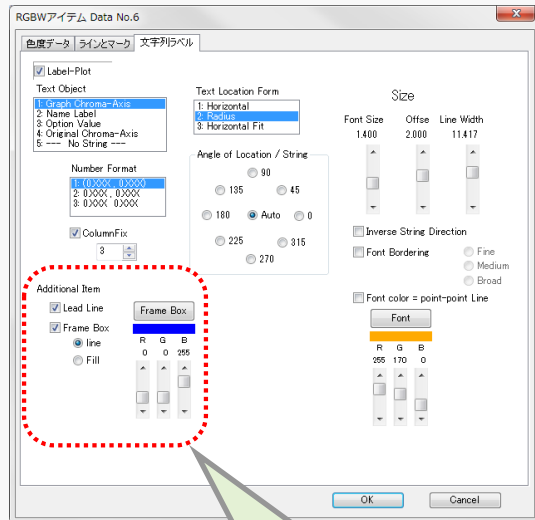 RGBWアイテム Data No.6
色度データ ラインとマーク 文字列ラベル
Label-Plot
Text Object
1: Graph Chroma-Axis
2: Name Label
3: Option Value
4: Original Chroma-Axis
5: --- No String ---
Text Location Form
1: Horizontal
2: Radius
3: Horizontal Fit
Size
Font Size Offse Line Width
1.400 2.000 11.417
Number Format
1: (0.XXX , 0.XXX)
2: 0.XXX , 0.XXX
3: 0.XXX 0.XXX
ColumnFix
3
Angle of Location / String
90
135 45
180 Auto 0
225 315
270
Inverse String Direction
Font Bordering
Fine
Medium
Broad
Font color = point-point Line
Font
R G B
255 170 0
Additional Item
Lead Line
Frame Box
line
Fill
Frame Box
R G B
0 0 255
OK Cancel